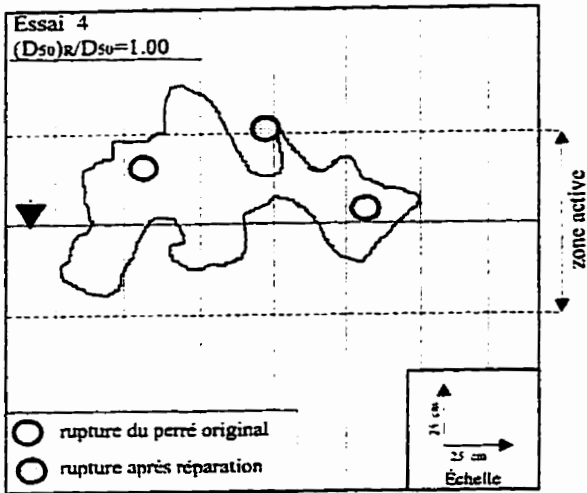 Essai 4
(D50)R/D50=1.00
zone active
rupture du perré original
rupture après réparation
25 cm
25 cm
Échelle